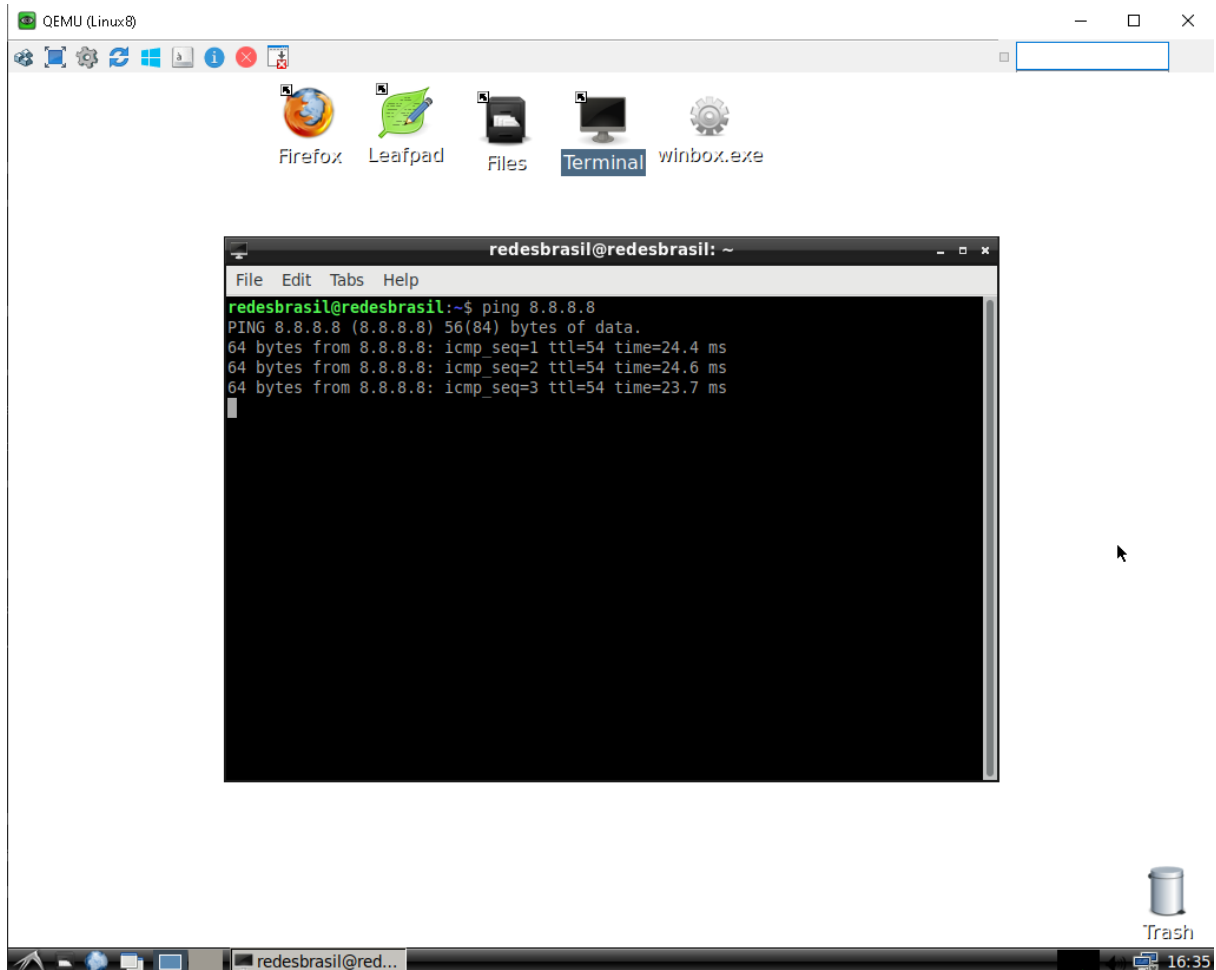 QEMU (Linux8)
Firefox
Leafpad
Files
Terminal
winbox.exe
redesbrasil@redesbrasil: ~
File Edit Tabs Help
redesbrasil@redesbrasil:~$ ping 8.8.8.8
PING 8.8.8.8 (8.8.8.8) 56(84) bytes of data.
64 bytes from 8.8.8.8: icmp_seq=1 ttl=54 time=24.4 ms
64 bytes from 8.8.8.8: icmp_seq=2 ttl=54 time=24.6 ms
64 bytes from 8.8.8.8: icmp_seq=3 ttl=54 time=23.7 ms
Trash
redesbrasil@red...
16:35